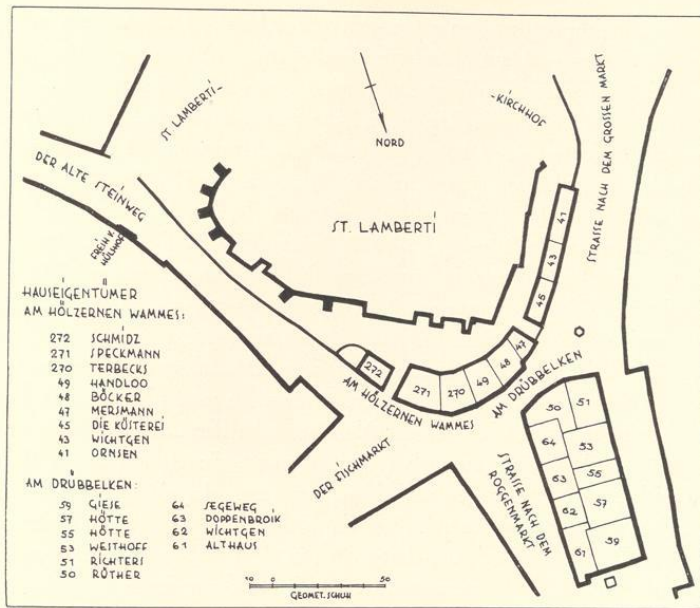 ST. LAMBERTI-
-KIRCHHOF
NORD
STRASSE NACH DEM GROSSEN MARKT
DER ALTE STEINWEG
ST. LAMBERTI
FREIH. V.
41
43
45
47
48
49
270
271
272
HAUSEIGENTÜMER
AM HÖLZERNEN WAMMES:
272 SCHMIDZ
271 SPECKMANN
270 TERBECKS
49 HANDLOO
48 BÖCKER
47 MERSMANN
45 DIE KÜSTEREI
43 WICHTGEN
41 ORNSEN
AM HÖLZERNEN WAMMES
AM DRÜBBELKEN
DER FISCHMARKT
STRASSE NACH DEM
ROGGENMARKT
50
51
64
53
63
55
62
57
61
59
AM DRÜBBELKEN:
59 GIESE
57 HÖTTE
55 HÖTTE
53 WESTHOFF
51 RICHTERS
50 RÜTHER
64 SEGEWEG
63 DOPPENBROIK
62 WICHTGEN
61 ALTHAUS
10 0 50
GEOMET. SCHUH